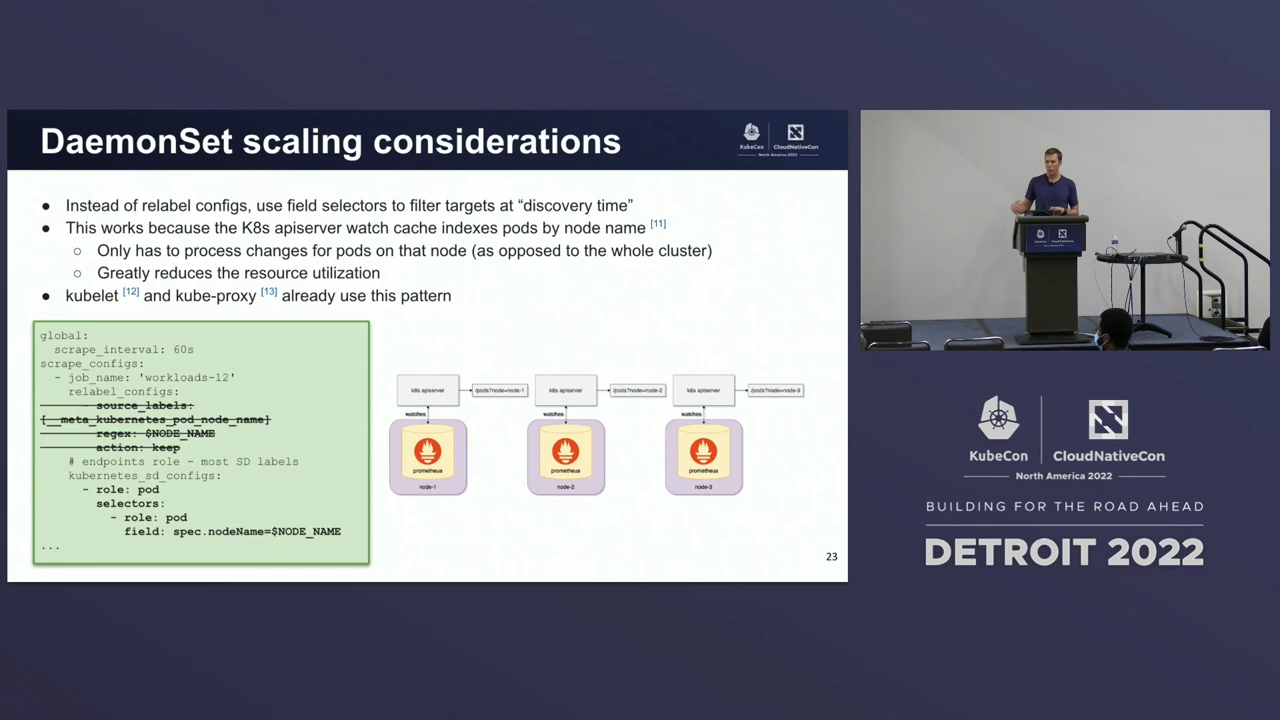 DaemonSet scaling considerations
KubeCon
CloudNativeCon
North America 2022
● Instead of relabel configs, use field selectors to filter targets at “discovery time”
● This works because the K8s apiserver watch cache indexes pods by node name [11]
○ Only has to process changes for pods on that node (as opposed to the whole cluster)
○ Greatly reduces the resource utilization
● kubelet [12] and kube-proxy [13] already use this pattern
global:
scrape_interval: 60s
scrape_configs:
- job_name: 'workloads-12'
relabel_configs:
- source_labels:
[__meta_kubernetes_pod_node_name]
regex: $NODE_NAME
action: keep
# endpoints role - most SD labels
kubernetes_sd_configs:
- role: pod
selectors:
- role: pod
field: spec.nodeName=$NODE_NAME
...
k8s apiserver
/pods?node=node-1
k8s apiserver
/pods?node=node-2
k8s apiserver
/pods?node=node-3
watches
watches
watches
prometheus
prometheus
prometheus
node-1
node-2
node-3
23
KubeCon
CloudNativeCon
North America 2022
BUILDING FOR THE ROAD AHEAD
DETROIT 2022